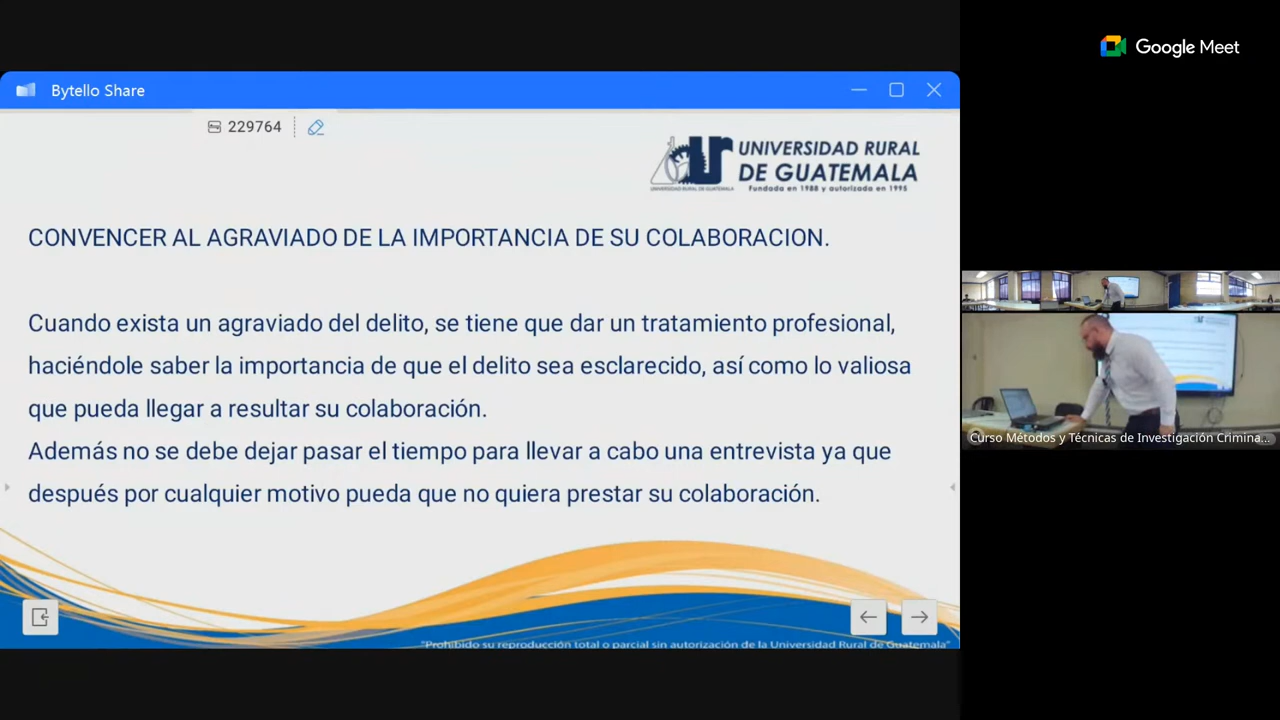 Google Meet
Bytello Share
229764
UNIVERSIDAD RURAL
DE GUATEMALA
Fundada en 1988 y autorizada en 1995
UNIVERSIDAD RURAL DE GUATEMALA
CONVENCER AL AGRAVIADO DE LA IMPORTANCIA DE SU COLABORACION.
Cuando exista un agraviado del delito, se tiene que dar un tratamiento profesional,
haciéndole saber la importancia de que el delito sea esclarecido, así como lo valiosa
que pueda llegar a resultar su colaboración.
Además no se debe dejar pasar el tiempo para llevar a cabo una entrevista ya que
después por cualquier motivo pueda que no quiera prestar su colaboración.
"Prohibido su reproducción total o parcial sin autorización de la Universidad Rural de Guatemala"
Curso Métodos y Técnicas de Investigación Crimina...